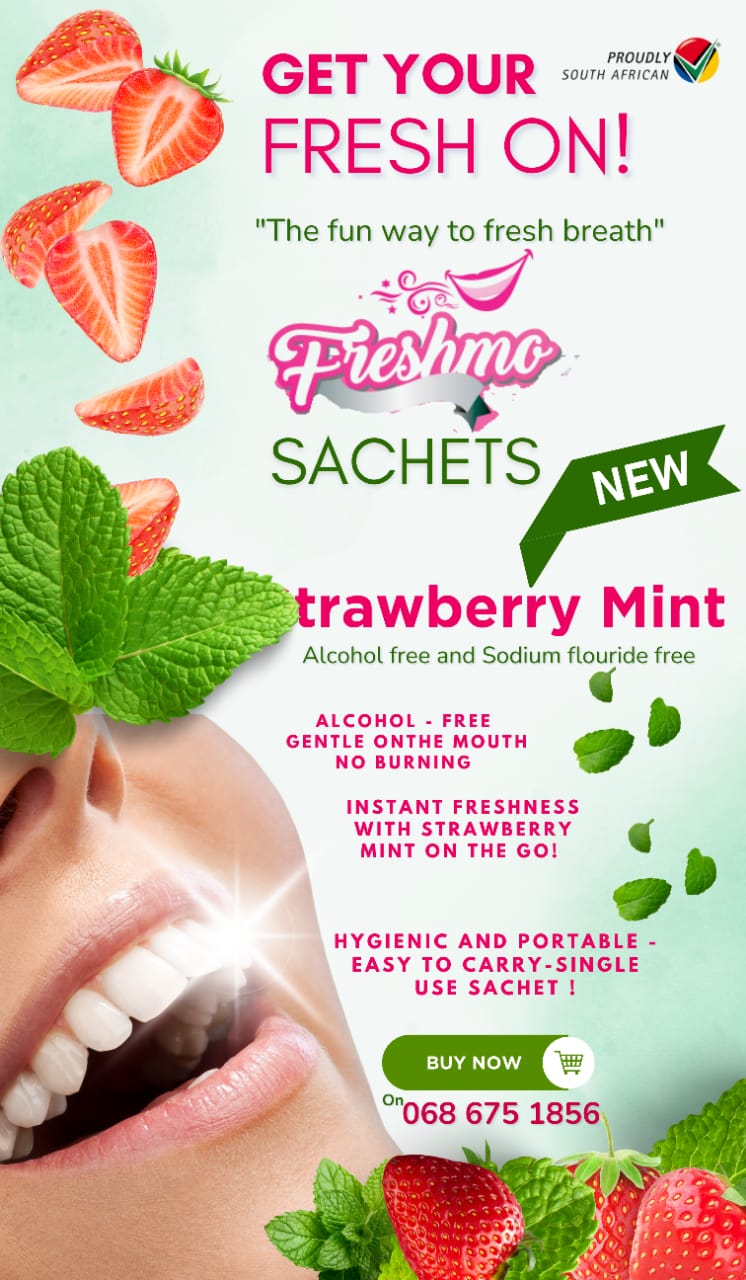 GET YOUR
PROUDLY
SOUTH AFRICAN
FRESH ON!
"The fun way to fresh breath"
Freshmo
SACHETS
NEW
trawberry Mint
Alcohol free and Sodium flouride free
ALCOHOL - FREE
GENTLE ONTHE MOUTH
NO BURNING
INSTANT FRESHNESS
WITH STRAWBERRY
MINT ON THE GO!
HYGIENIC AND PORTABLE -
EASY TO CARRY-SINGLE
USE SACHET !
BUY NOW
On
068 675 1856